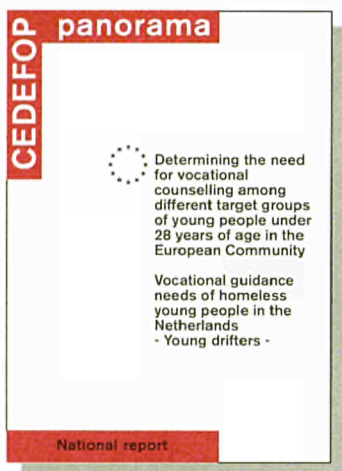 CEDEFOP
panorama
Determining the need
for vocational
counselling among
different target groups
of young people under
28 years of age in the
European Community
Vocational guidance
needs of homeless
young people in the
Netherlands
- Young drifters -
National report